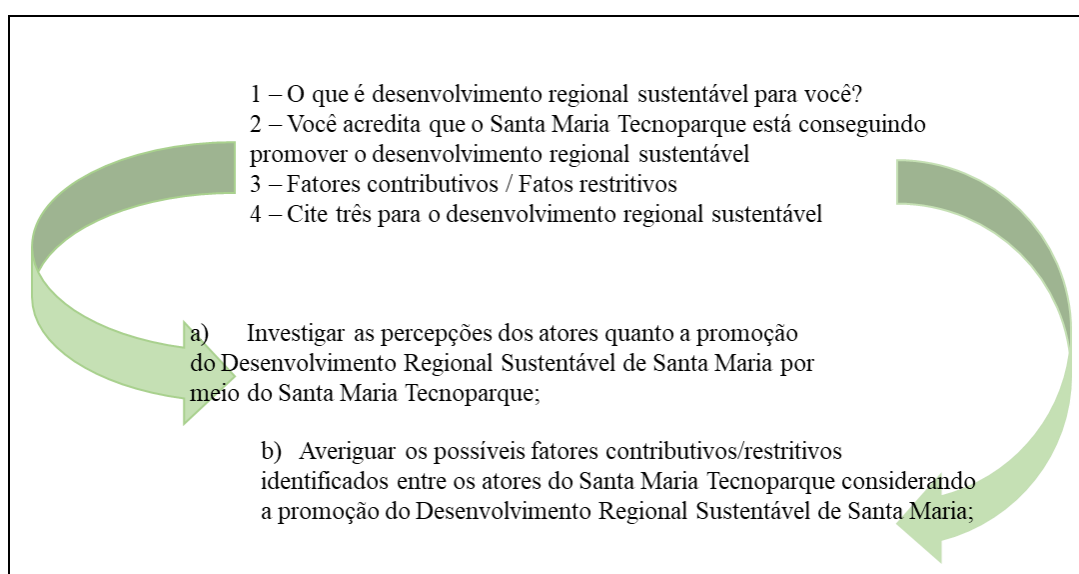 1 – O que é desenvolvimento regional sustentável para você?
2 – Você acredita que o Santa Maria Tecnoparque está conseguindo
promover o desenvolvimento regional sustentável
3 – Fatores contributivos / Fatos restritivos
4 – Cite três para o desenvolvimento regional sustentável
a) Investigar as percepções dos atores quanto a promoção
do Desenvolvimento Regional Sustentável de Santa Maria por
meio do Santa Maria Tecnoparque;
b) Averiguar os possíveis fatores contributivos/restritivos
identificados entre os atores do Santa Maria Tecnoparque considerando
a promoção do Desenvolvimento Regional Sustentável de Santa Maria;